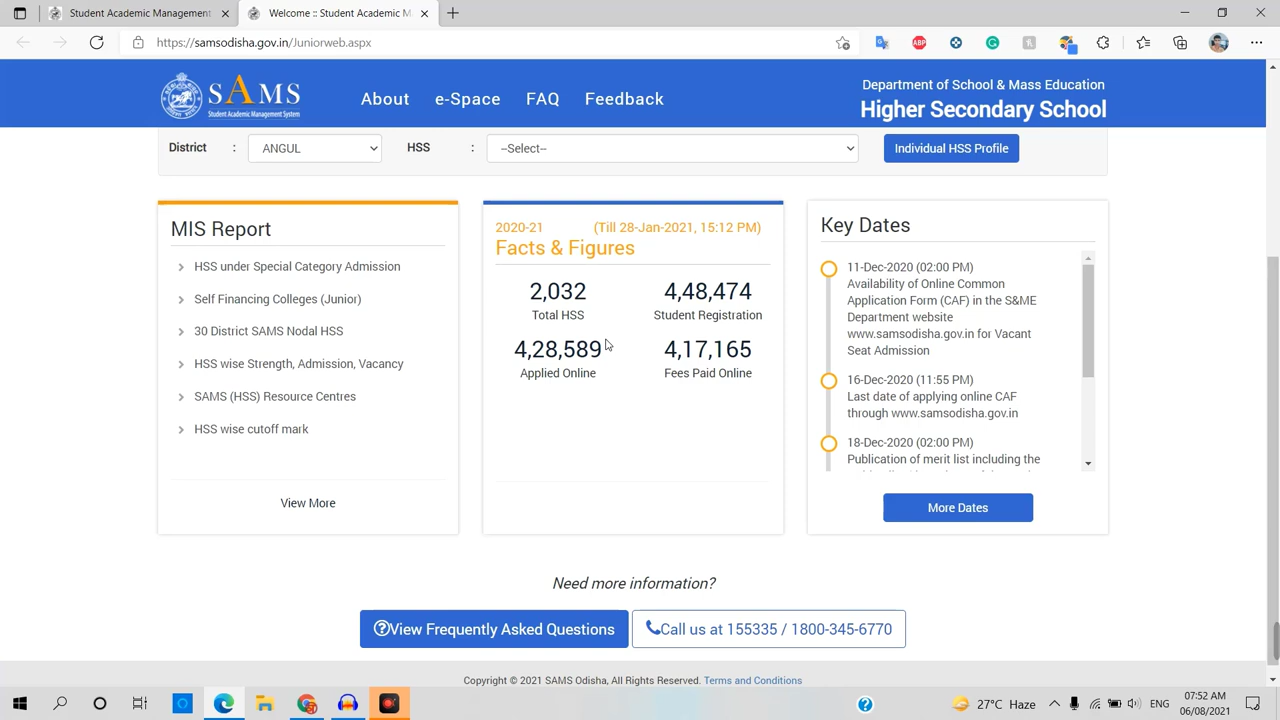 Student Academic Management
Welcome :: Student Academic M
https://samsodisha.gov.in/Juniorweb.aspx
ABP
SAMS
Student Academic Management System
About
e-Space
FAQ
Feedback
Department of School & Mass Education
Higher Secondary School
District : ANGUL
HSS : --Select--
Individual HSS Profile
MIS Report
HSS under Special Category Admission
Self Financing Colleges (Junior)
30 District SAMS Nodal HSS
HSS wise Strength, Admission, Vacancy
SAMS (HSS) Resource Centres
HSS wise cutoff mark
View More
2020-21 (Till 28-Jan-2021, 15:12 PM)
Facts & Figures
2,032
Total HSS
4,48,474
Student Registration
4,28,589
Applied Online
4,17,165
Fees Paid Online
Key Dates
11-Dec-2020 (02:00 PM)
Availability of Online Common
Application Form (CAF) in the S&ME
Department website
www.samsodisha.gov.in for Vacant
Seat Admission
16-Dec-2020 (11:55 PM)
Last date of applying online CAF
through www.samsodisha.gov.in
18-Dec-2020 (02:00 PM)
Publication of merit list including the
More Dates
Need more information?
View Frequently Asked Questions
Call us at 155335 / 1800-345-6770
Copyright © 2021 SAMS Odisha, All Rights Reserved. Terms and Conditions
27°C Haze
ENG
07:52 AM
06/08/2021